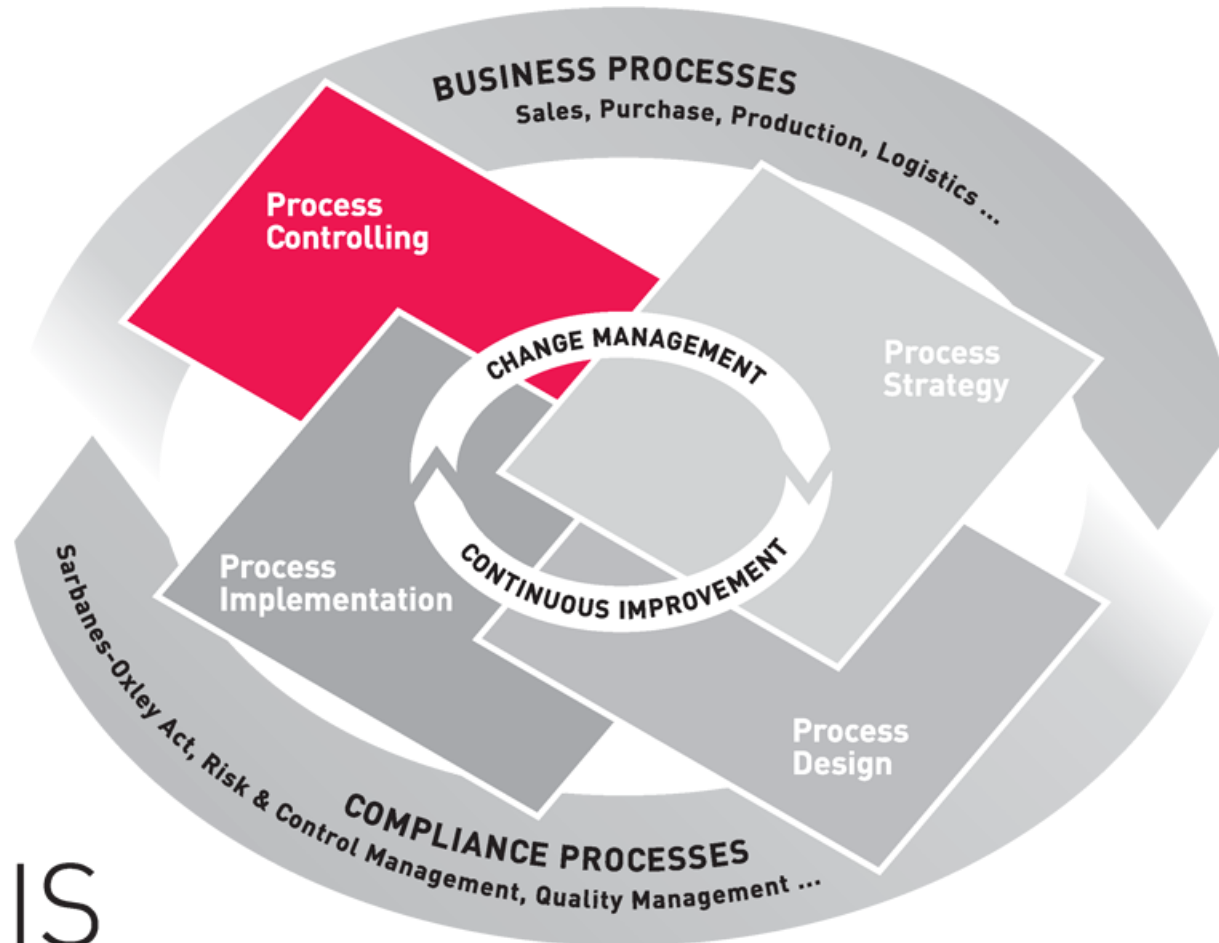 BUSINESS PROCESSES
Sales, Purchase, Production, Logistics ...
Process
Controlling
CHANGE MANAGEMENT
Process
Strategy
Process
Implementation
CONTINUOUS IMPROVEMENT
Process
Design
COMPLIANCE PROCESSES
Sarbanes-Oxley Act, Risk & Control Management, Quality Management ...
IS